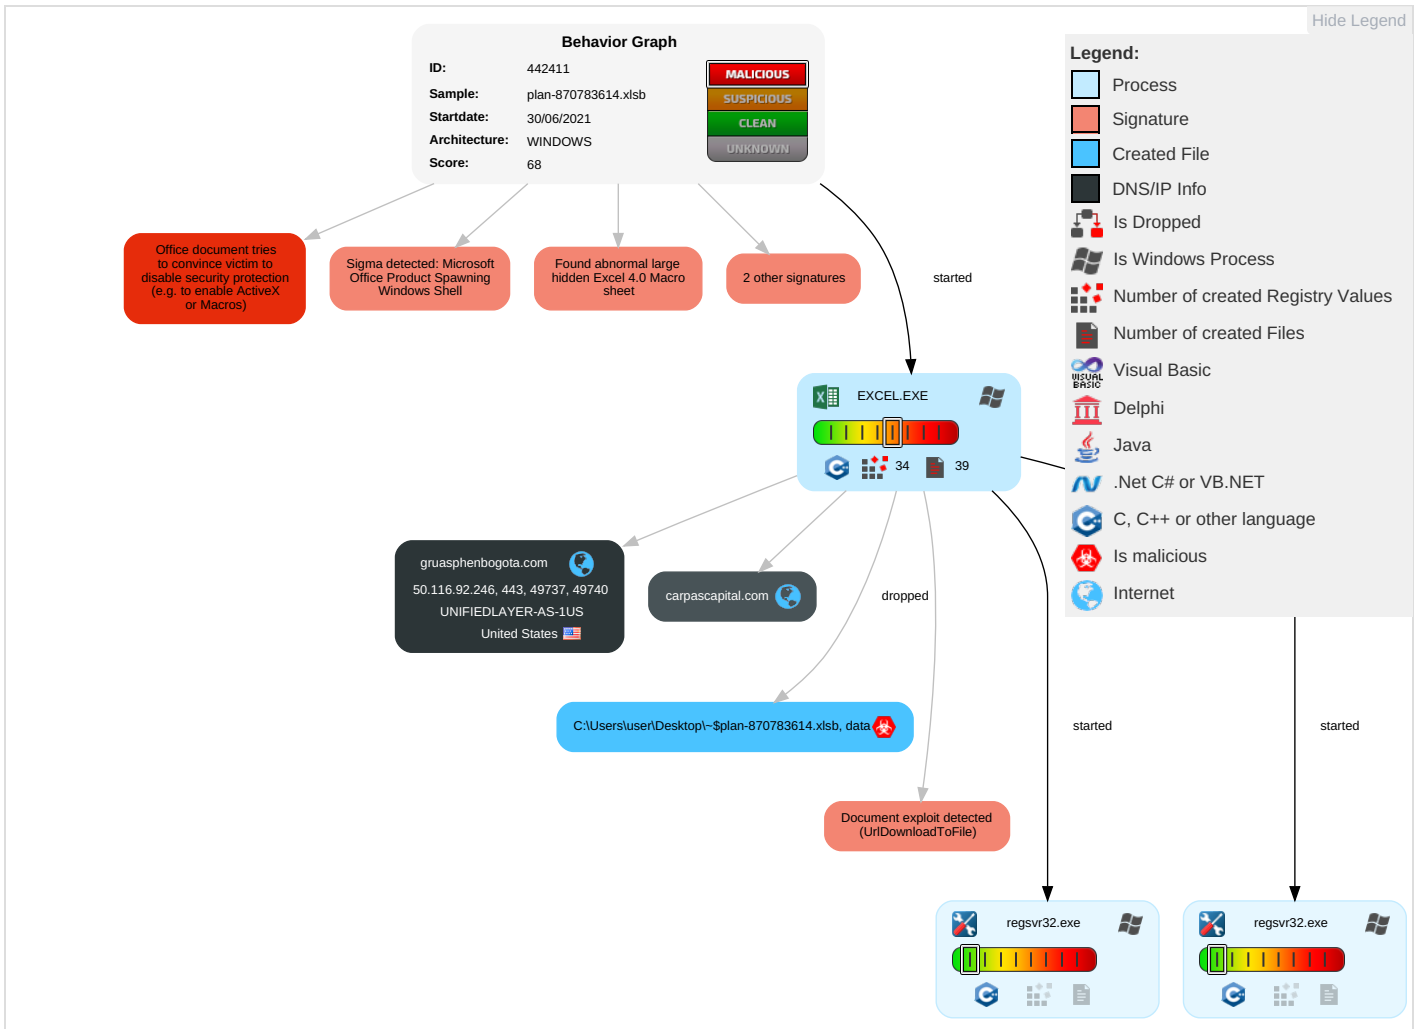 Hide Legend
Behavior Graph
ID: 442411
Sample: plan-870783614.xlsb
Startdate: 30/06/2021
Architecture: WINDOWS
Score: 68
MALICIOUS
SUSPICIOUS
CLEAN
UNKNOWN
Legend:
Process
Signature
Created File
DNS/IP Info
Is Dropped
Is Windows Process
Number of created Registry Values
Number of created Files
VISUAL
BASIC
Visual Basic
Delphi
Java
.Net C# or VB.NET
C, C++ or other language
Is malicious
Internet
Office document tries
to convince victim to
disable security protection
(e.g. to enable ActiveX
or Macros)
Sigma detected: Microsoft
Office Product Spawning
Windows Shell
Found abnormal large
hidden Excel 4.0 Macro
sheet
2 other signatures
started
EXCEL.EXE
34
39
gruasphenbogota.com
50.116.92.246, 443, 49737, 49740
UNIFIEDLAYER-AS-1US
United States
carpascapital.com
dropped
C:\Users\user\Desktop\~$plan-870783614.xlsb, data
started
started
Document exploit detected
(UrlDownloadToFile)
regsvr32.exe
regsvr32.exe